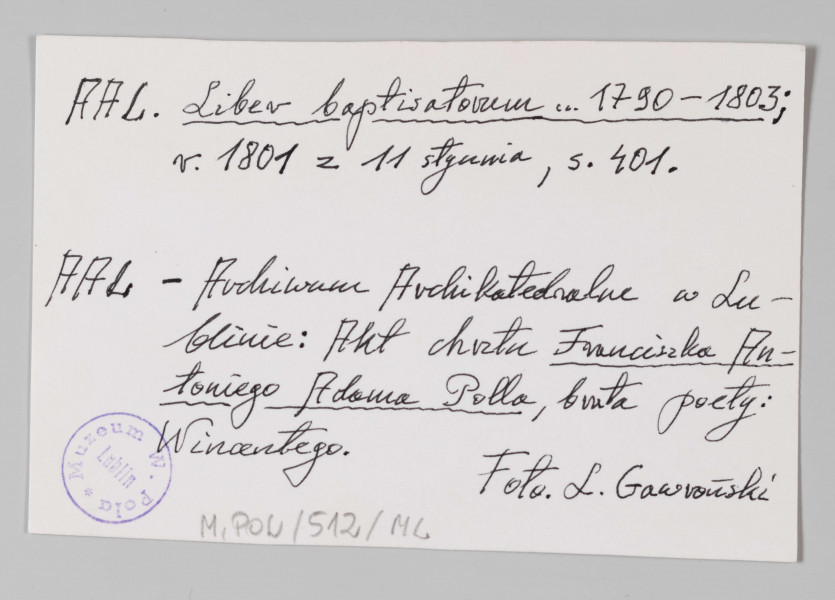 AAL. Liber baptisatorum ... 1790-1803;
r. 1801 z 11 stycznia, s. 401.
AAL - Archiwum Archikatedralne w Lu-
blinie: Akt chrztu Franciszka An-
toniego Adama Polla, brata poety:
Wincentego.
Foto. L. Gawroński
* Muzeum W. Pola
Lublin
M.POL/512/ML